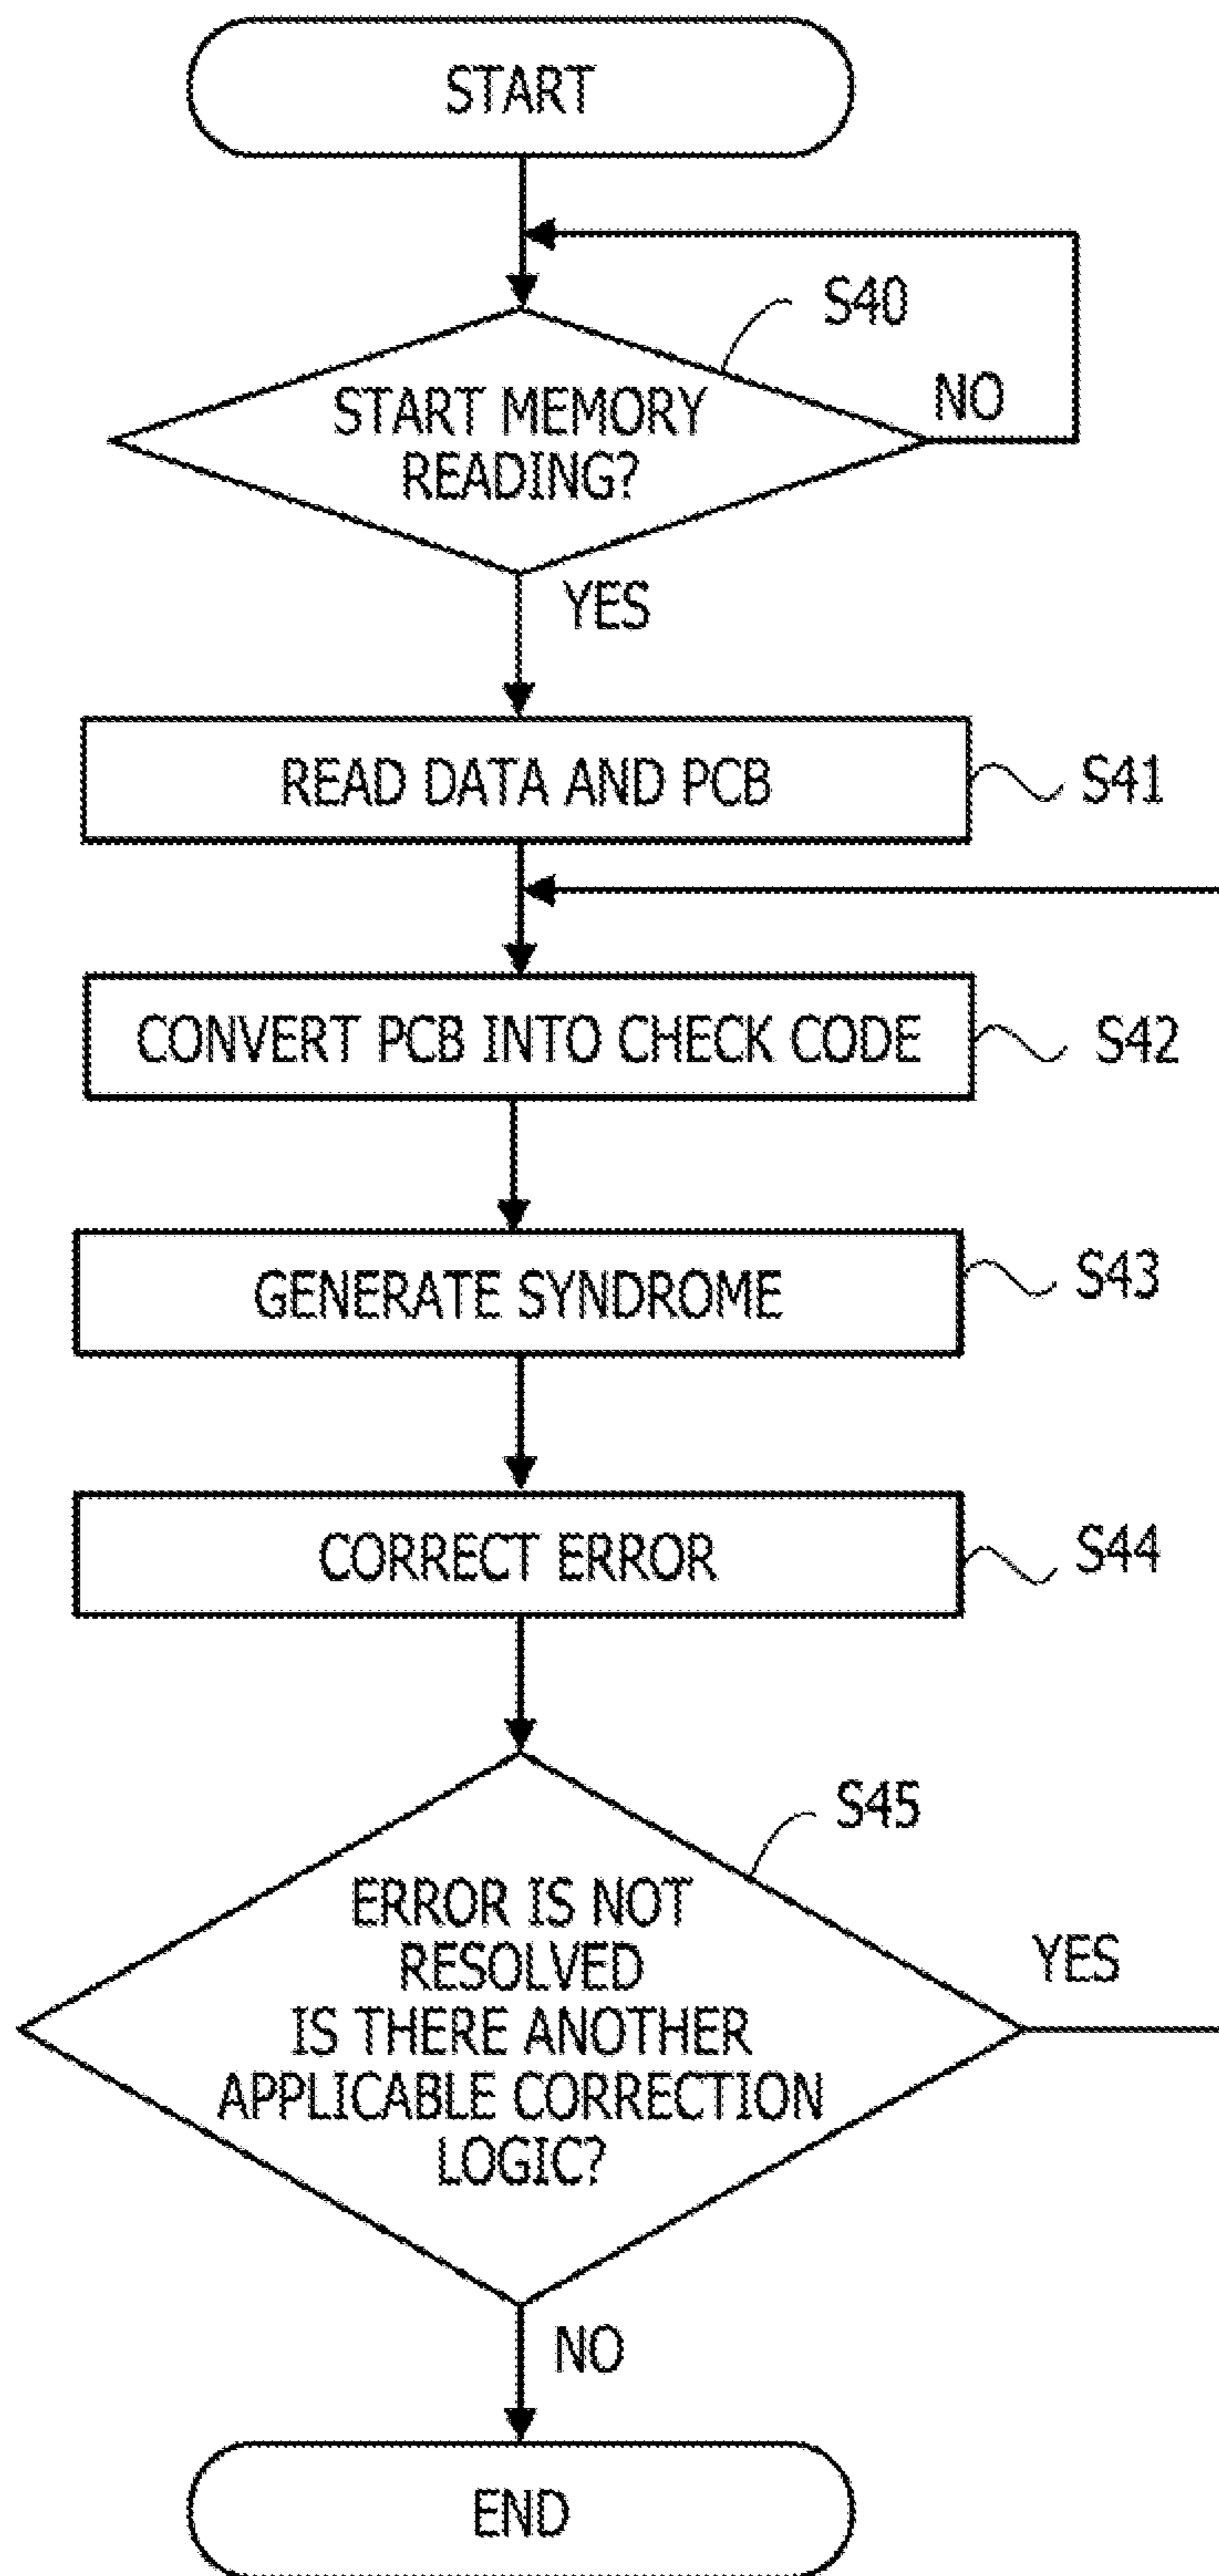 START
S40
START MEMORY
READING?
NO
YES
READ DATA AND PCB
S41
CONVERT PCB INTO CHECK CODE
S42
GENERATE SYNDROME
S43
CORRECT ERROR
S44
S45
ERROR IS NOT
RESOLVED
IS THERE ANOTHER
APPLICABLE CORRECTION
LOGIC?
YES
NO
END